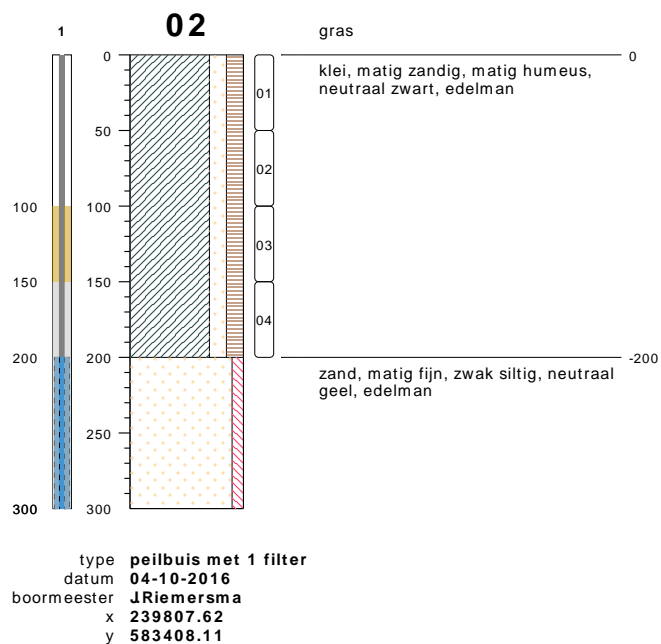 1
02
gras
0
0
klei, matig zandig, matig humeus,
neutraal zwart, edelman
01
50
02
100
100
03
150
150
04
200
200
-200
zand, matig fijn, zwak siltig, neutraal
geel, edelman
250
300
300
type peilbuis met 1 filter
datum 04-10-2016
boormeester J.Riemersma
x 239807.62
y 583408.11